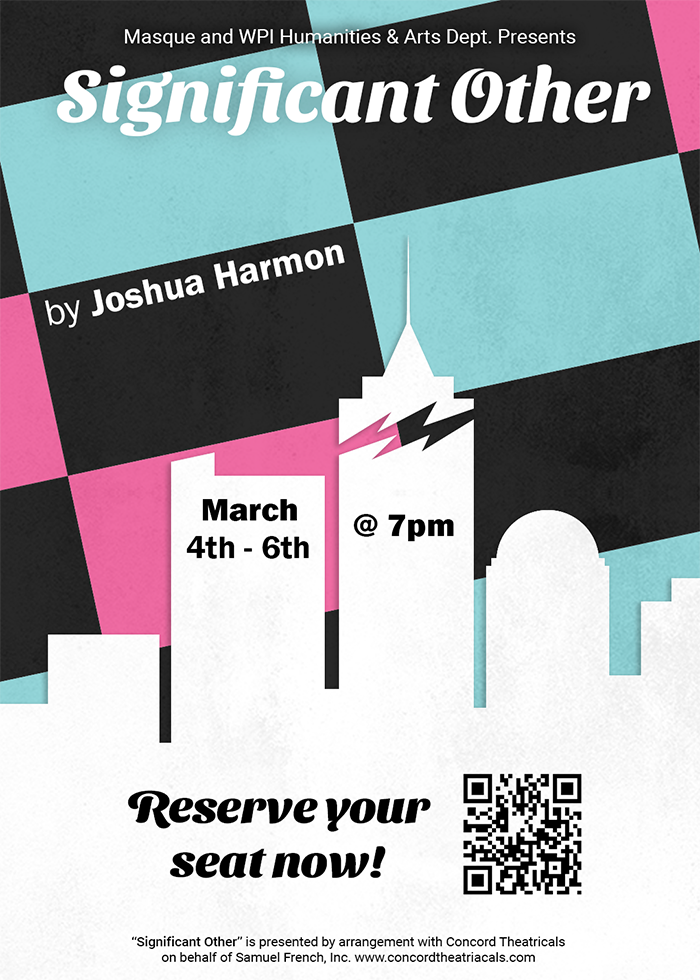 Masque and WPI Humanities & Arts Dept. Presents
Significant Other
by Joshua Harmon
March
4th - 6th
@ 7pm
Reserve your
seat now!
“Significant Other” is presented by arrangement with Concord Theatricals
on behalf of Samuel French, Inc. www.concordtheatriacals.com